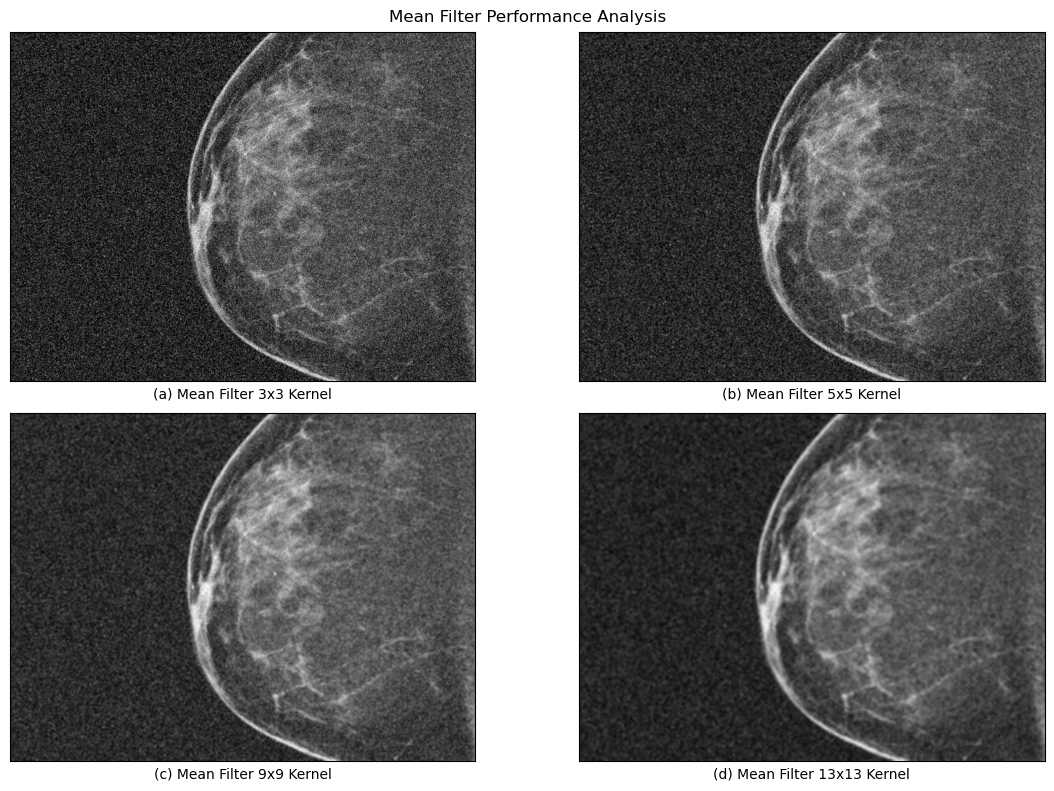 Mean Filter Performance Analysis
(a) Mean Filter 3x3 Kernel
(b) Mean Filter 5x5 Kernel
(c) Mean Filter 9x9 Kernel
(d) Mean Filter 13x13 Kernel